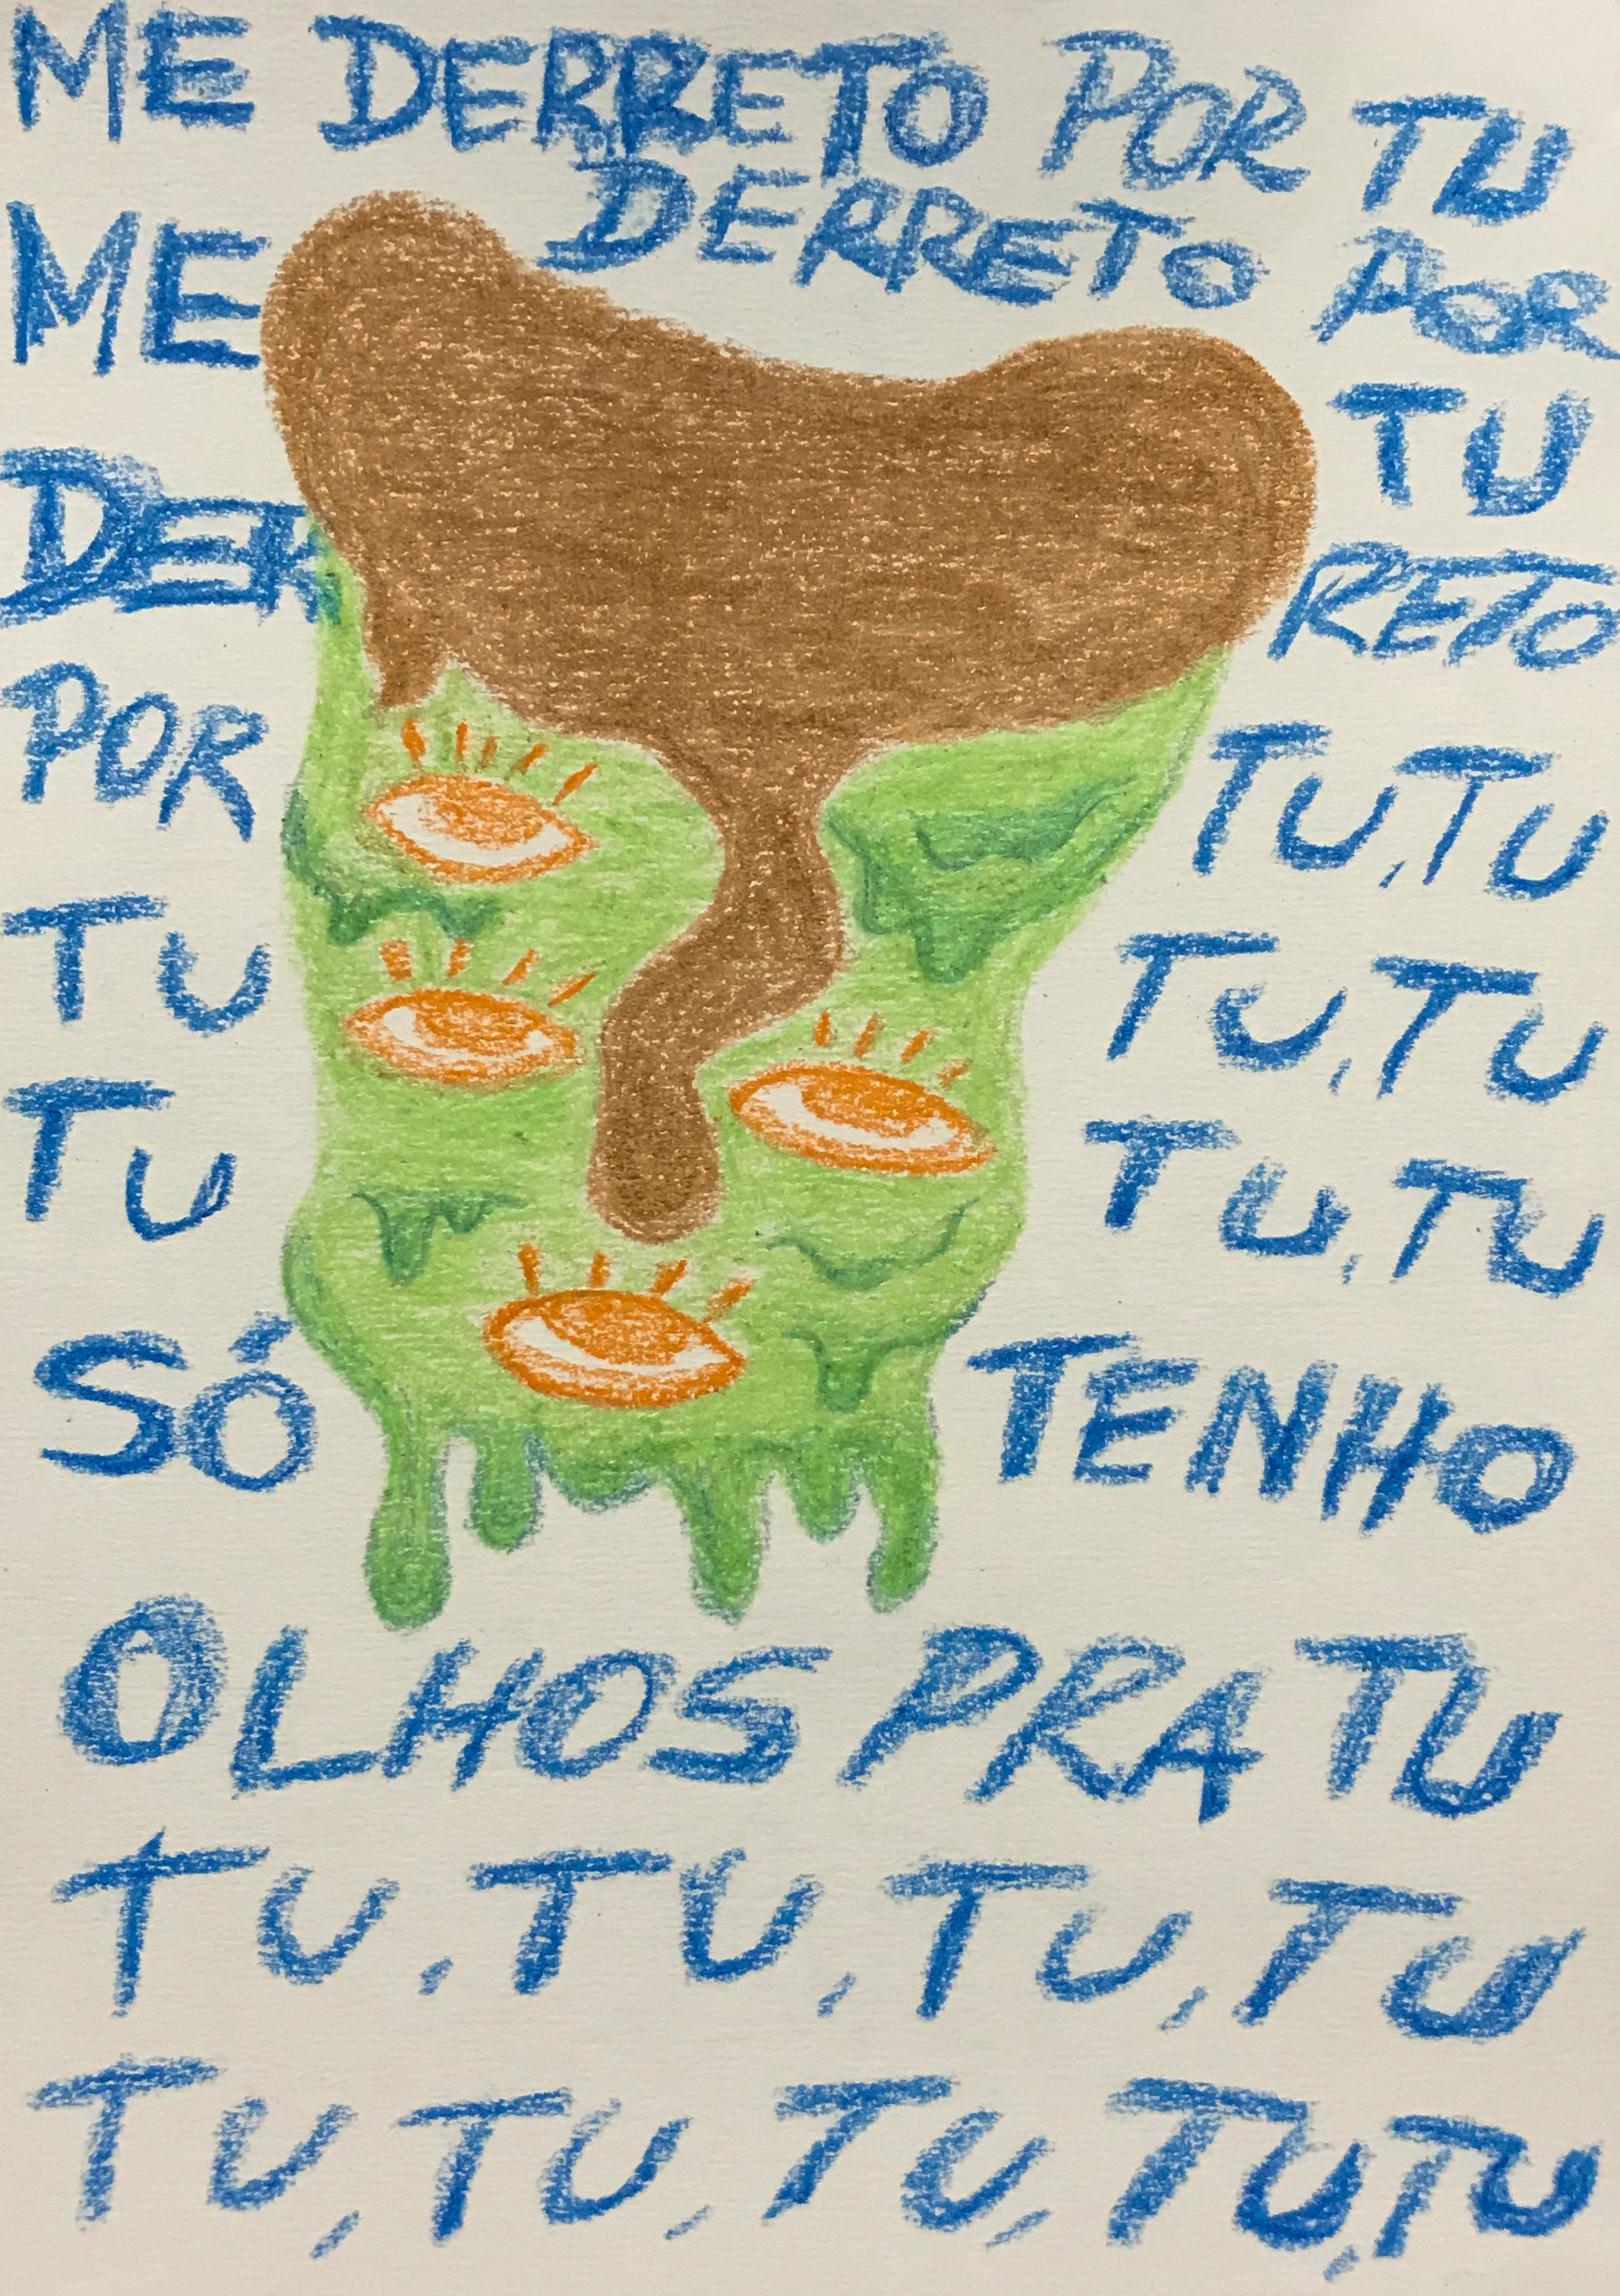 ME DERRETO POR TU
ME DERRETO POR
TU
DER RETO
POR TU, TU
TU TU, TU
TU TU, TU
SÓ TENHO
OLHOS PRA TU
TU, TU, TU, TU
TU, TU, TU, TU, TU